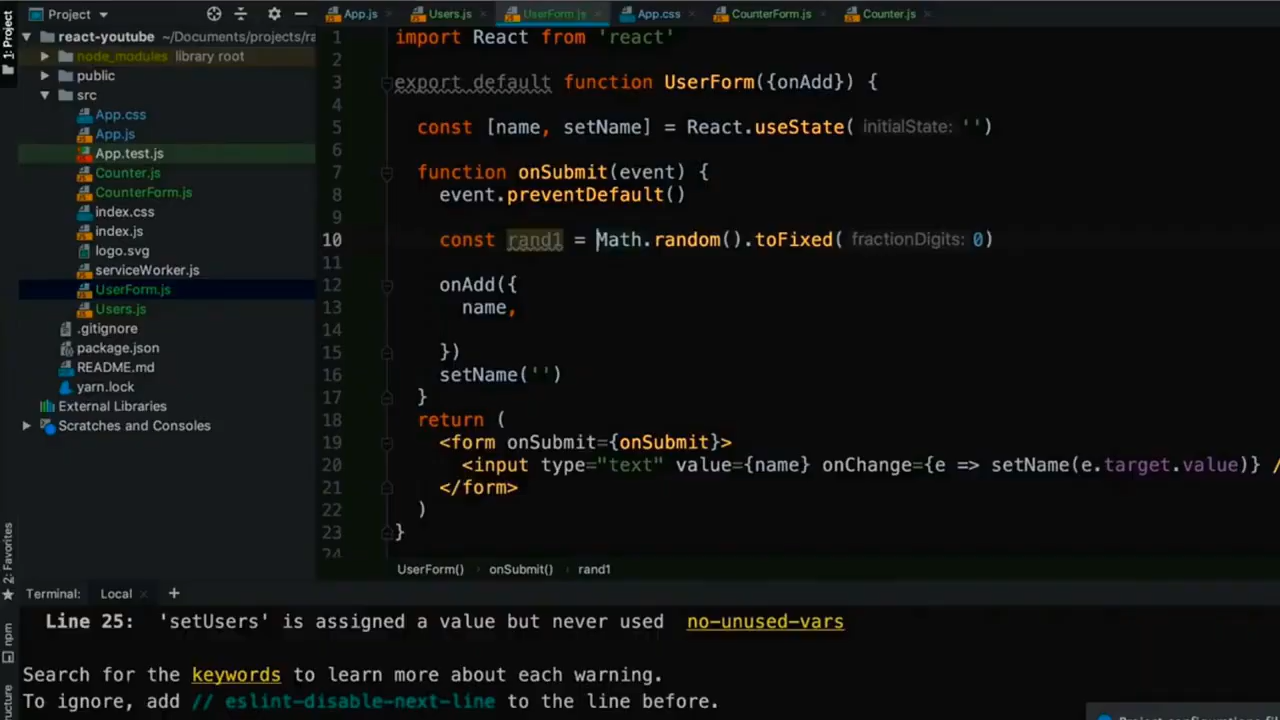 Project
App.js
Users.js
UserForm.js
App.css
CounterForm.js
Counter.js
1: Project
react-youtube ~/Documents/projects/ra
node_modules library root
public
src
App.css
App.js
App.test.js
Counter.js
CounterForm.js
index.css
index.js
logo.svg
serviceWorker.js
UserForm.js
Users.js
.gitignore
package.json
README.md
yarn.lock
External Libraries
Scratches and Consoles
1 import React from 'react'
2
3 export default function UserForm({onAdd}) {
4
5 const [name, setName] = React.useState( initialState: '')
6
7 function onSubmit(event) {
8 event.preventDefault()
9
10 const rand1 = Math.random().toFixed( fractionDigits: 0)
11
12 onAdd({
13 name,
14
15 })
16 setName('')
17 }
18 return (
19 <form onSubmit={onSubmit}>
20 <input type="text" value={name} onChange={e => setName(e.target.value)} /
21 </form>
22 )
23 }
24
UserForm() onSubmit() rand1
2: Favorites
npm
Terminal: Local +
Line 25: 'setUsers' is assigned a value but never used no-unused-vars
Search for the keywords to learn more about each warning.
To ignore, add // eslint-disable-next-line to the line before.